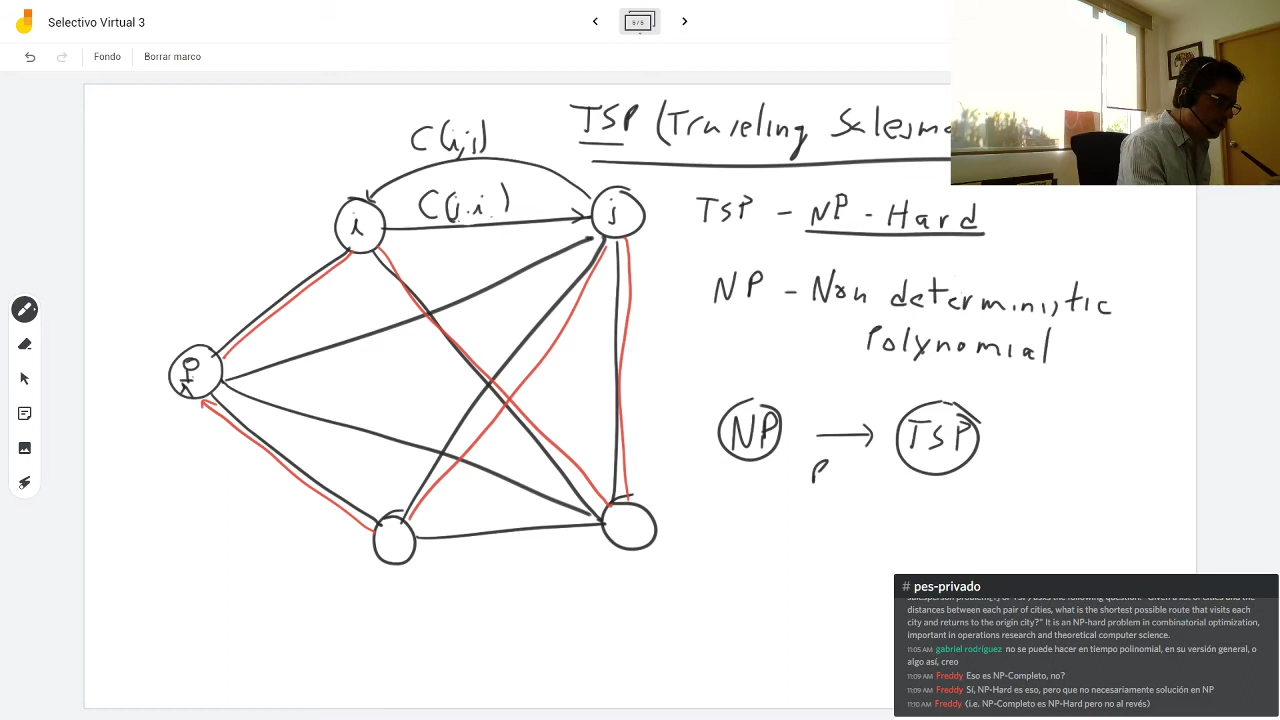 Selectivo Virtual 3
5/5
Fondo
Borrar marco
TSP (Traveling Salesma
C(i,j)
C(j,i)
i
j
TSP - NP-Hard
NP - Non deterministic
Polynomial
NP
TSP
P
# pes-privado
distances between each pair of cities, what is the shortest possible route that visits each
city and returns to the origin city?" It is an NP-hard problem in combinatorial optimization,
important in operations research and theoretical computer science.
11:05 AM gabriel rodríguez no se puede hacer en tiempo polinomial, en su versión general, o
algo así, creo
11:09 AM Freddy Eso es NP-Completo, no?
11:09 AM Freddy Sí, NP-Hard es eso, pero que no necesariamente solución en NP
11:10 AM Freddy (i.e. NP-Completo es NP-Hard pero no al revés)